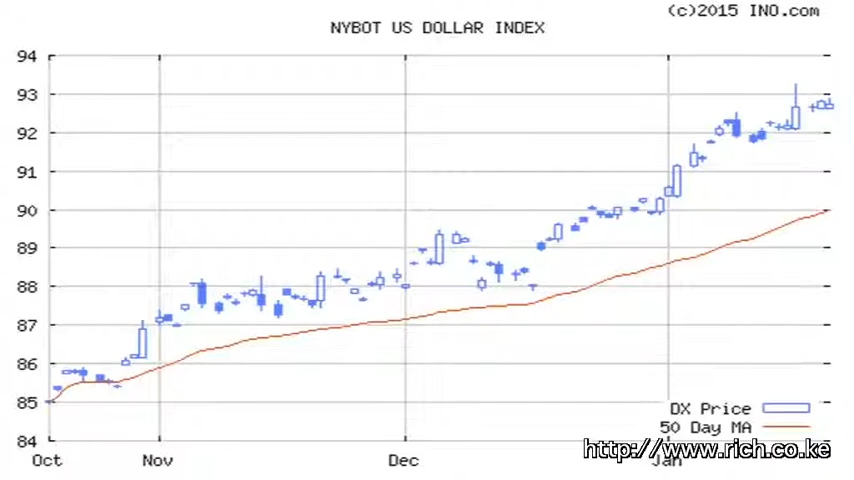 (c)2015 INO.com
NYBOT US DOLLAR INDEX
94
93
92
91
90
89
88
87
86
85
84
DX Price
50 Day MA
Oct Nov Dec Jan
http://www.rich.co.ke